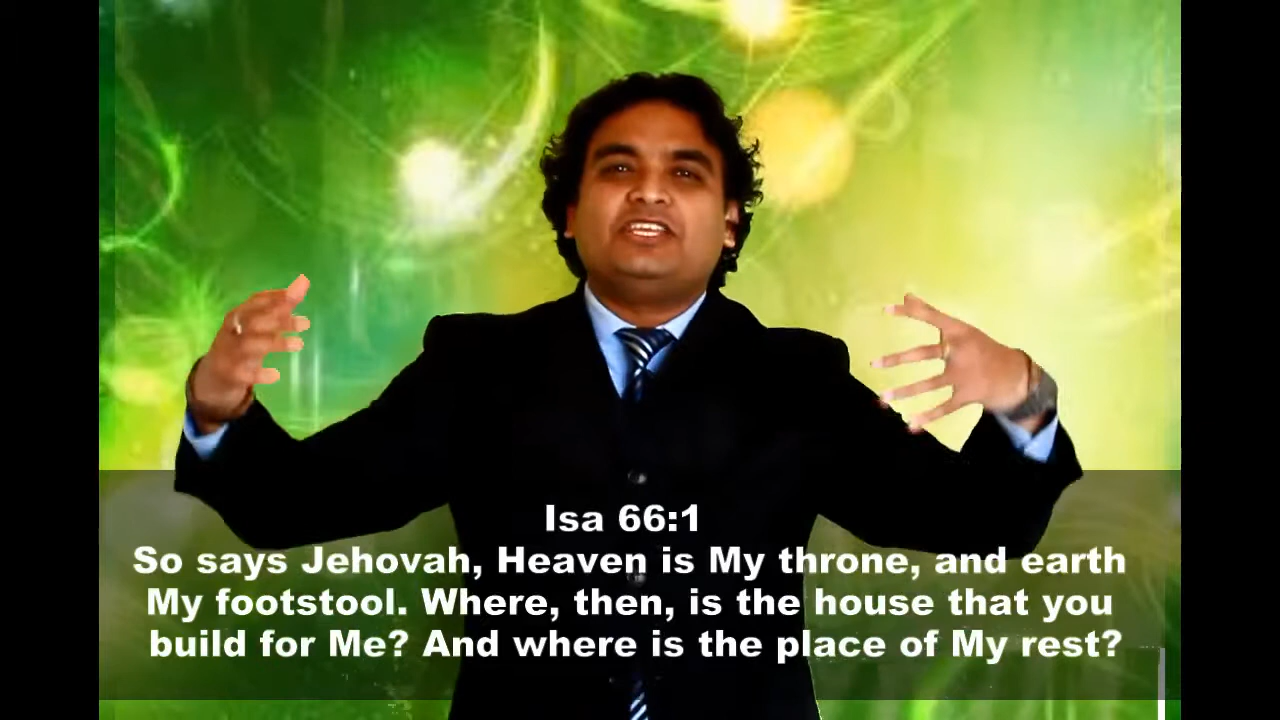 Isa 66:1
So says Jehovah, Heaven is My throne, and earth
My footstool. Where, then, is the house that you
build for Me? And where is the place of My rest?